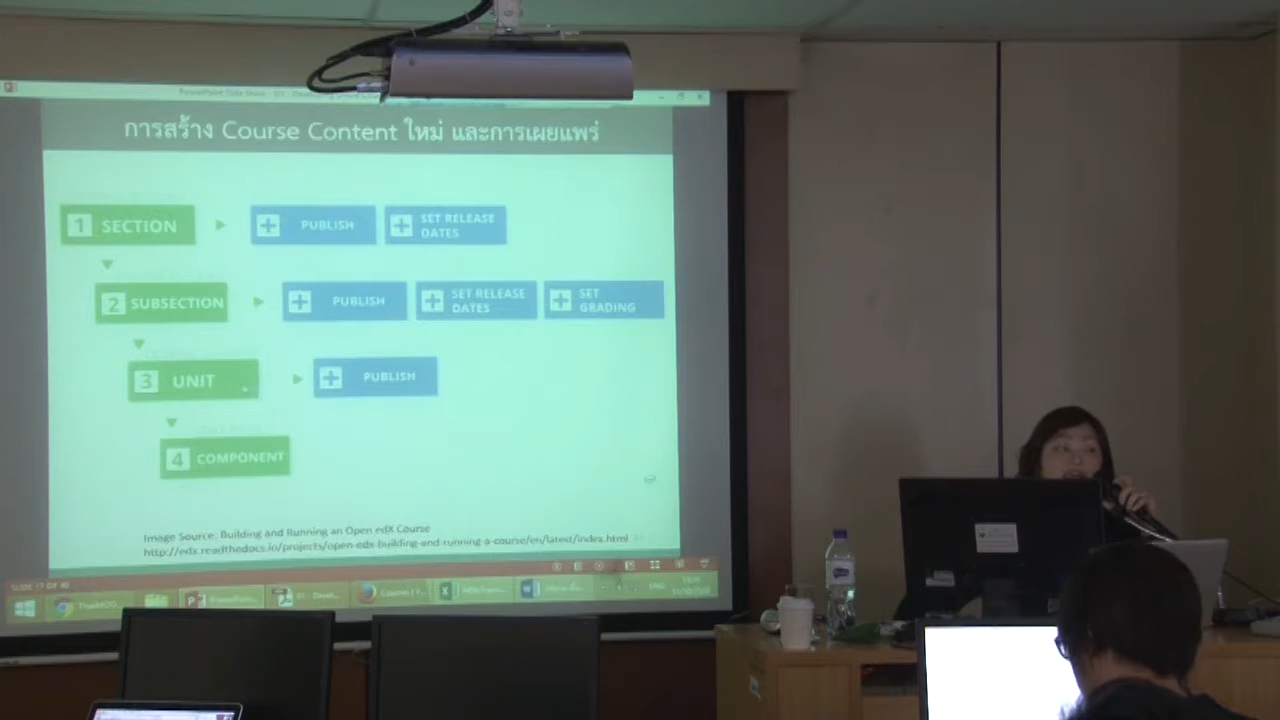 การสร้าง Course Content ใหม่ และการเผยแพร่
1 SECTION
PUBLISH
SET RELEASE DATES
2 SUBSECTION
PUBLISH
SET RELEASE DATES
SET GRADING
3 UNIT
PUBLISH
4 COMPONENT
Image Source: Building and Running an Open edX Course
http://edx.readthedocs.io/projects/open-edx-building-and-running-a-course/en/latest/index.html
ENG